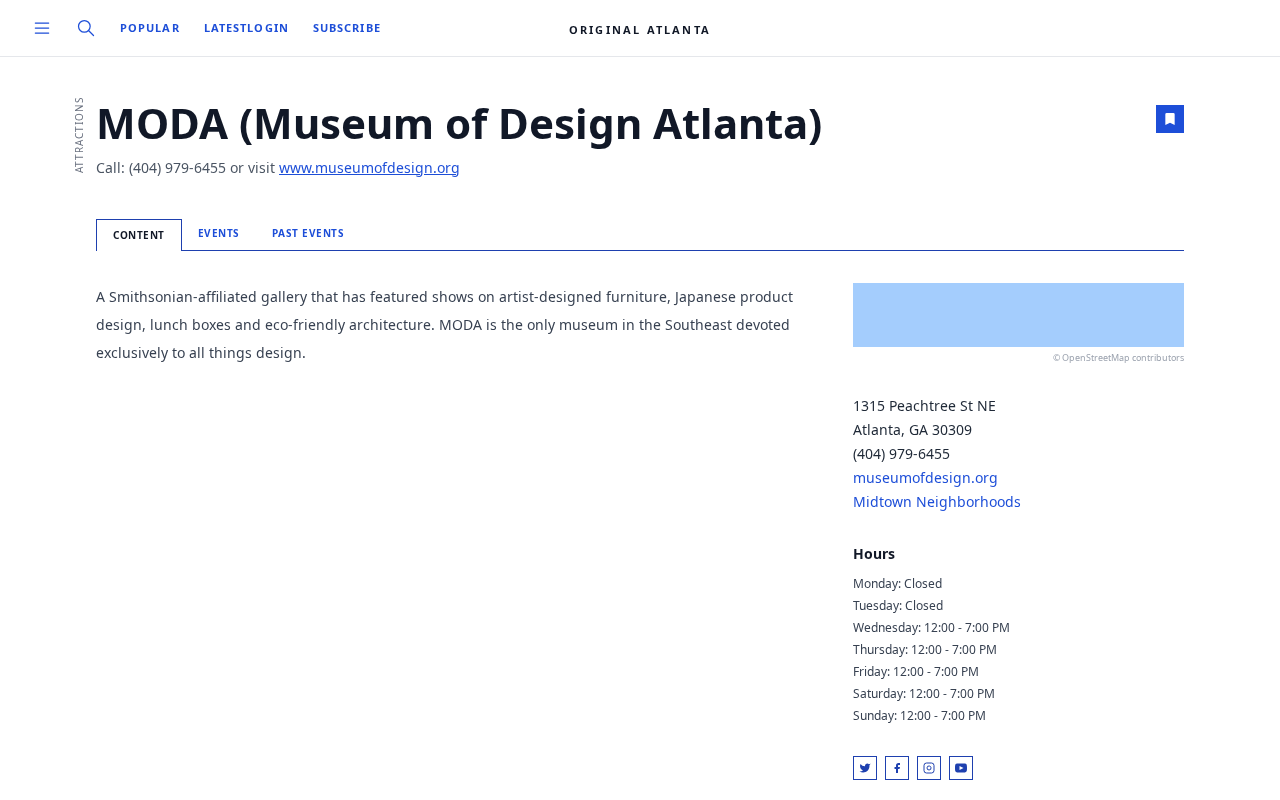 POPULAR LATEST LOGIN SUBSCRIBE
ORIGINAL ATLANTA
ATTRACTIONS
MODA (Museum of Design Atlanta)
Call: (404) 979-6455 or visit www.museumofdesign.org
CONTENT EVENTS PAST EVENTS
A Smithsonian-affiliated gallery that has featured shows on artist-designed furniture, Japanese product
design, lunch boxes and eco-friendly architecture. MODA is the only museum in the Southeast devoted
exclusively to all things design.
© OpenStreetMap contributors
1315 Peachtree St NE
Atlanta, GA 30309
(404) 979-6455
museumofdesign.org
Midtown Neighborhoods
Hours
Monday: Closed
Tuesday: Closed
Wednesday: 12:00 - 7:00 PM
Thursday: 12:00 - 7:00 PM
Friday: 12:00 - 7:00 PM
Saturday: 12:00 - 7:00 PM
Sunday: 12:00 - 7:00 PM